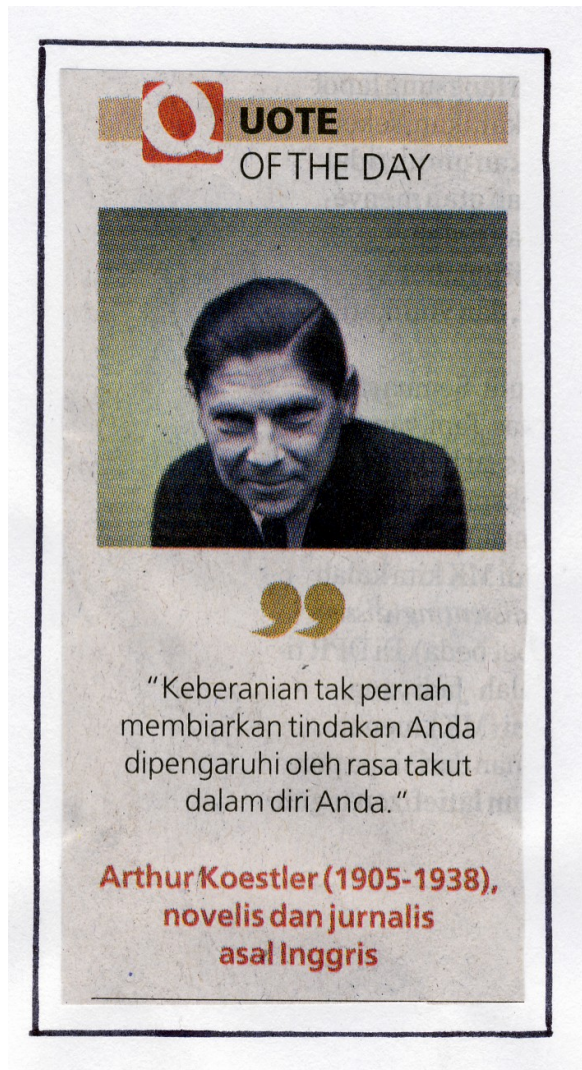 QUOTE
OF THE DAY
“Keberanian tak pernah
membiarkan tindakan Anda
dipengaruhi oleh rasa takut
dalam diri Anda.“
Arthur Koestler (1905-1938),
novelis dan jurnalis
asal Inggris